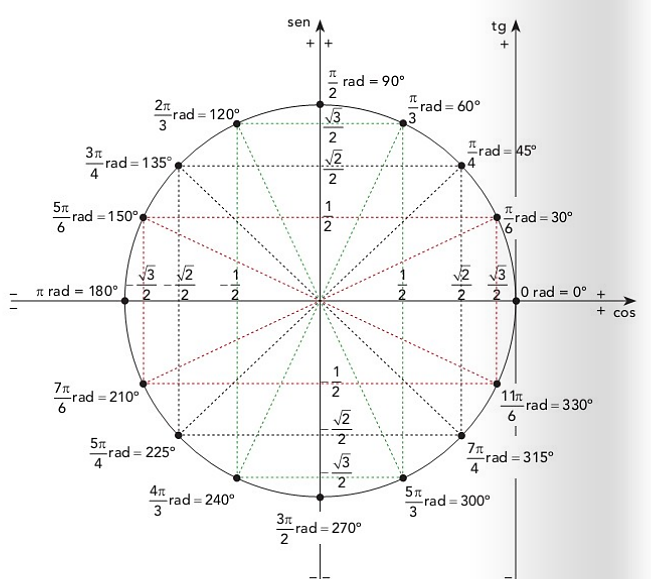 sen
tg
+ +
+
π/2 rad = 90°
2π/3 rad = 120°
π/3 rad = 60°
√3/2
3π/4 rad = 135°
√2/2
π/4 rad = 45°
5π/6 rad = 150°
1/2
π/6 rad = 30°
π rad = 180°
-√3/2
-√2/2
-1/2
1/2
√2/2
√3/2
0 rad = 0°
+
+
cos
−
−
-1/2
7π/6 rad = 210°
11π/6 rad = 330°
-√2/2
5π/4 rad = 225°
7π/4 rad = 315°
-√3/2
4π/3 rad = 240°
5π/3 rad = 300°
3π/2 rad = 270°
− −
−